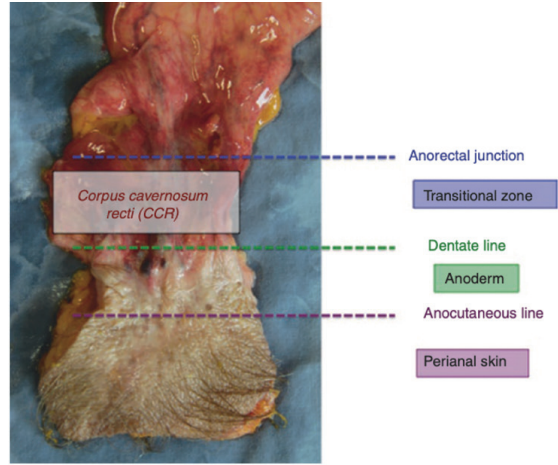 Anorectal junction
Corpus cavernosum
recti (CCR)
Transitional zone
Dentate line
Anoderm
Anocutaneous line
Perianal skin